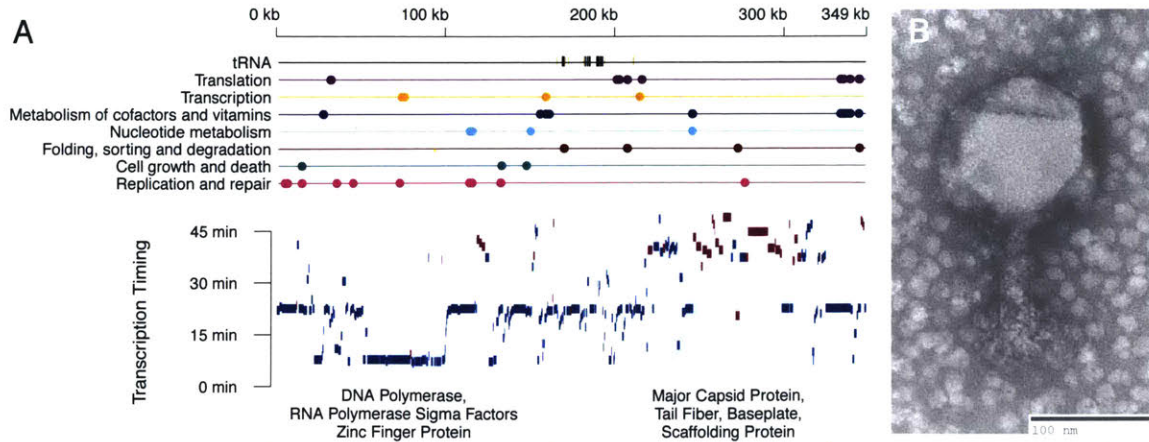 A
0 kb 100 kb 200 kb 300 kb 349 kb
tRNA
Translation
Transcription
Metabolism of cofactors and vitamins
Nucleotide metabolism
Folding, sorting and degradation
Cell growth and death
Replication and repair
Transcription Timing
45 min
30 min
15 min
0 min
DNA Polymerase,
RNA Polymerase Sigma Factors
Zinc Finger Protein
Major Capsid Protein,
Tail Fiber, Baseplate,
Scaffolding Protein
B
100 nm